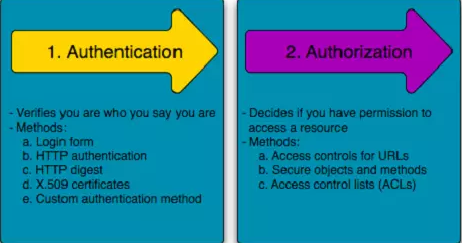 1. Authentication
- Verifies you are who you say you are
- Methods:
a. Login form
b. HTTP authentication
c. HTTP digest
d. X.509 certificates
e. Custom authentication method
2. Authorization
- Decides if you have permission to
access a resource
- Methods:
a. Access controls for URLs
b. Secure objects and methods
c. Access control lists (ACLs)